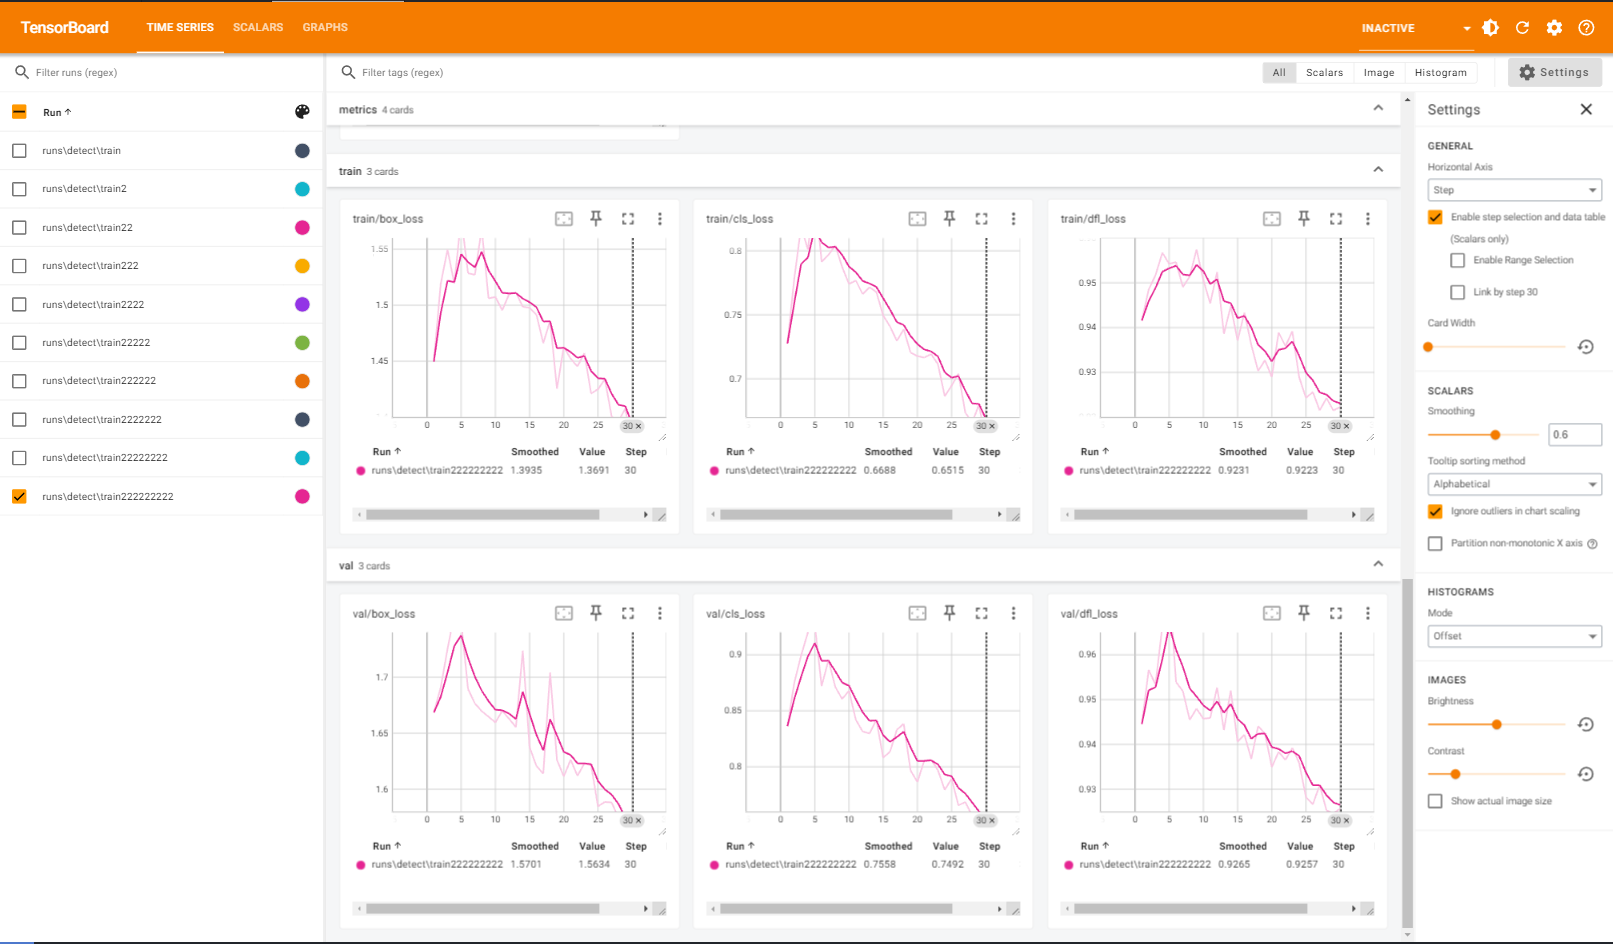 TensorBoard TIME SERIES SCALARS GRAPHS INACTIVE
Filter runs (regex)
Run ↑
runs\detect\train
runs\detect\train2
runs\detect\train22
runs\detect\train222
runs\detect\train2222
runs\detect\train22222
runs\detect\train222222
runs\detect\train2222222
runs\detect\train22222222
runs\detect\train222222222
Filter tags (regex)
All Scalars Image Histogram Settings
metrics 4 cards
train 3 cards
train/box_loss
1.55
1.5
1.45
0 5 10 15 20 25 30 ×
Run ↑ Smoothed Value Step
runs\detect\train222222222 1.3935 1.3691 30
train/cls_loss
0.8
0.75
0.7
0 5 10 15 20 25 30 ×
Run ↑ Smoothed Value Step
runs\detect\train222222222 0.6688 0.6515 30
train/dfl_loss
0.95
0.94
0.93
0 5 10 15 20 25 30 ×
Run ↑ Smoothed Value Step
runs\detect\train222222222 0.9231 0.9223 30
val 3 cards
val/box_loss
1.7
1.65
1.6
0 5 10 15 20 25 30 ×
Run ↑ Smoothed Value Step
runs\detect\train222222222 1.5701 1.5634 30
val/cls_loss
0.9
0.85
0.8
0 5 10 15 20 25 30 ×
Run ↑ Smoothed Value Step
runs\detect\train222222222 0.7558 0.7492 30
val/dfl_loss
0.96
0.95
0.94
0.93
0 5 10 15 20 25 30 ×
Run ↑ Smoothed Value Step
runs\detect\train222222222 0.9265 0.9257 30
Settings
GENERAL
Horizontal Axis
Step
Enable step selection and data table
(Scalars only)
Enable Range Selection
Link by step 30
Card Width
SCALARS
Smoothing
0.6
Tooltip sorting method
Alphabetical
Ignore outliers in chart scaling
Partition non-monotonic X axis
HISTOGRAMS
Mode
Offset
IMAGES
Brightness
Contrast
Show actual image size